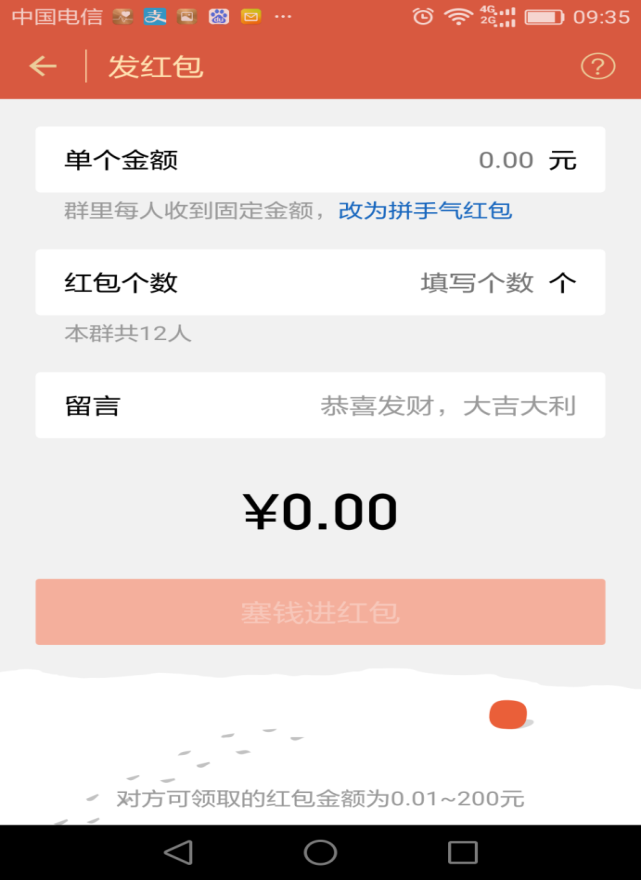 中国电信 支 ··· 4G 2G 09:35
发红包 ?
单个金额 0.00 元
群里每人收到固定金额，改为拼手气红包
红包个数 填写个数 个
本群共12人
留言 恭喜发财，大吉大利
¥0.00
塞钱进红包
对方可领取的红包金额为0.01~200元